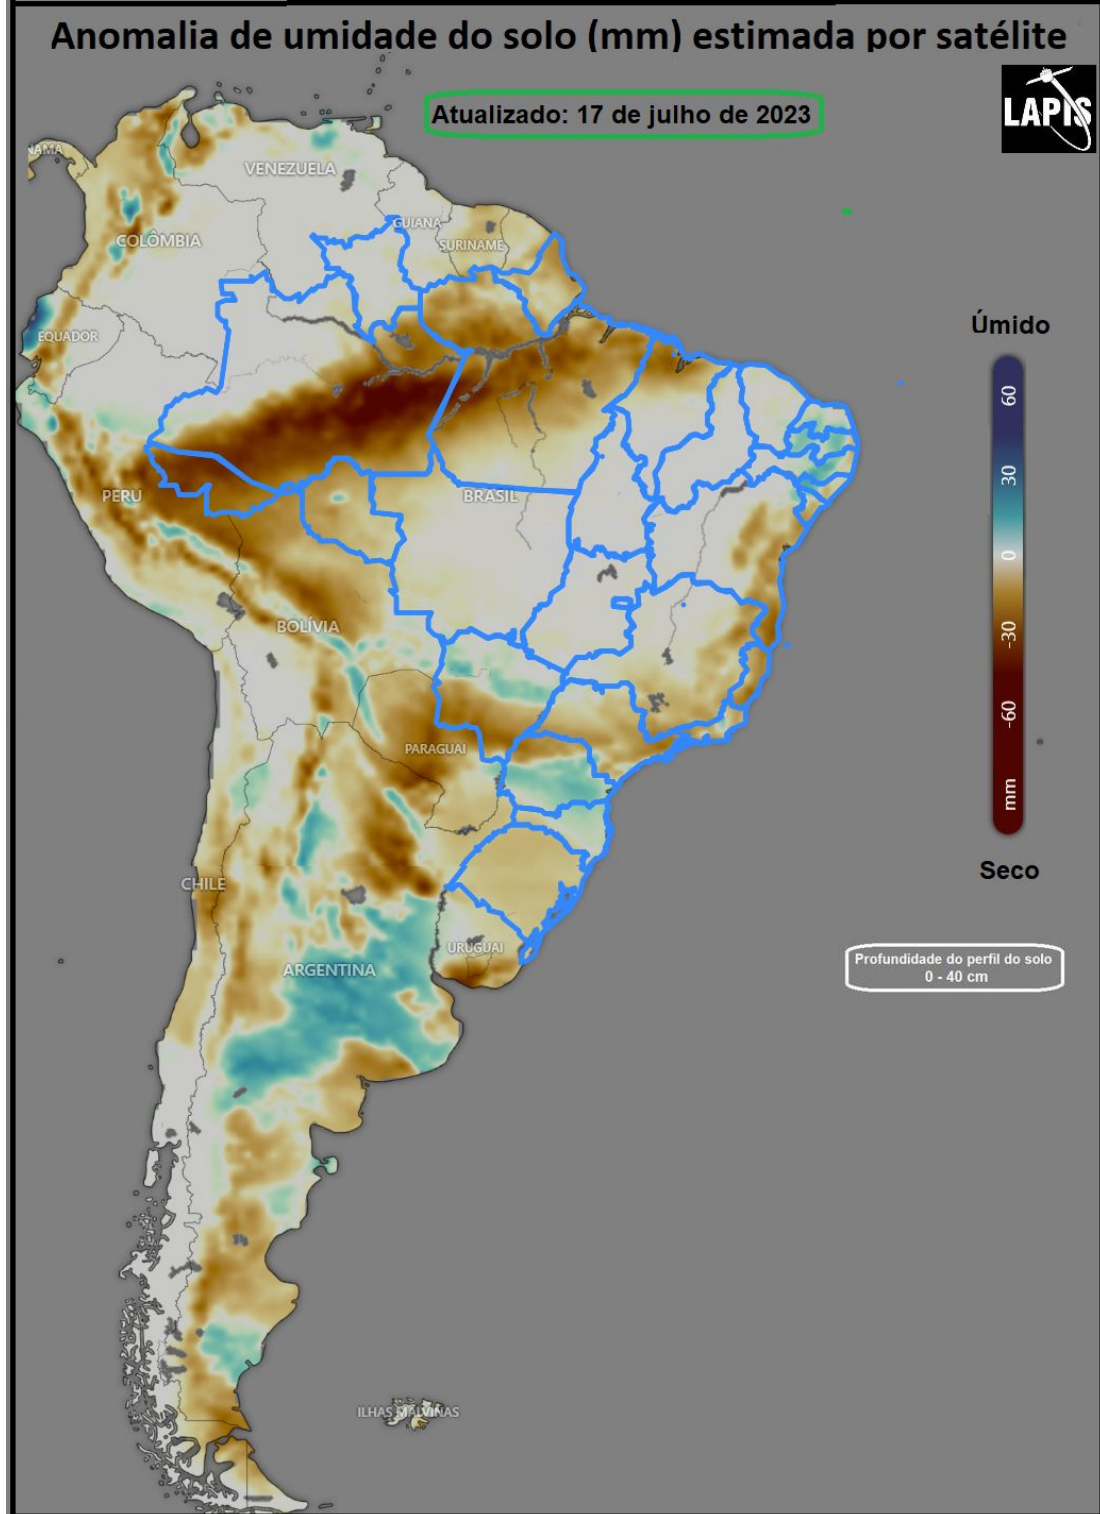 Anomalia de umidade do solo (mm) estimada por satélite
LAPIS
Atualizado: 17 de julho de 2023
VENEZUELA
GUIANA
SURINAME
COLÔMBIA
EQUADOR
Úmido
60
30
0
-30
-60
mm
Seco
PERU
BRASIL
BOLÍVIA
PARAGUAI
CHILE
URUGUAI
ARGENTINA
Profundidade do perfil do solo
0 - 40 cm
ILHAS MALVINAS